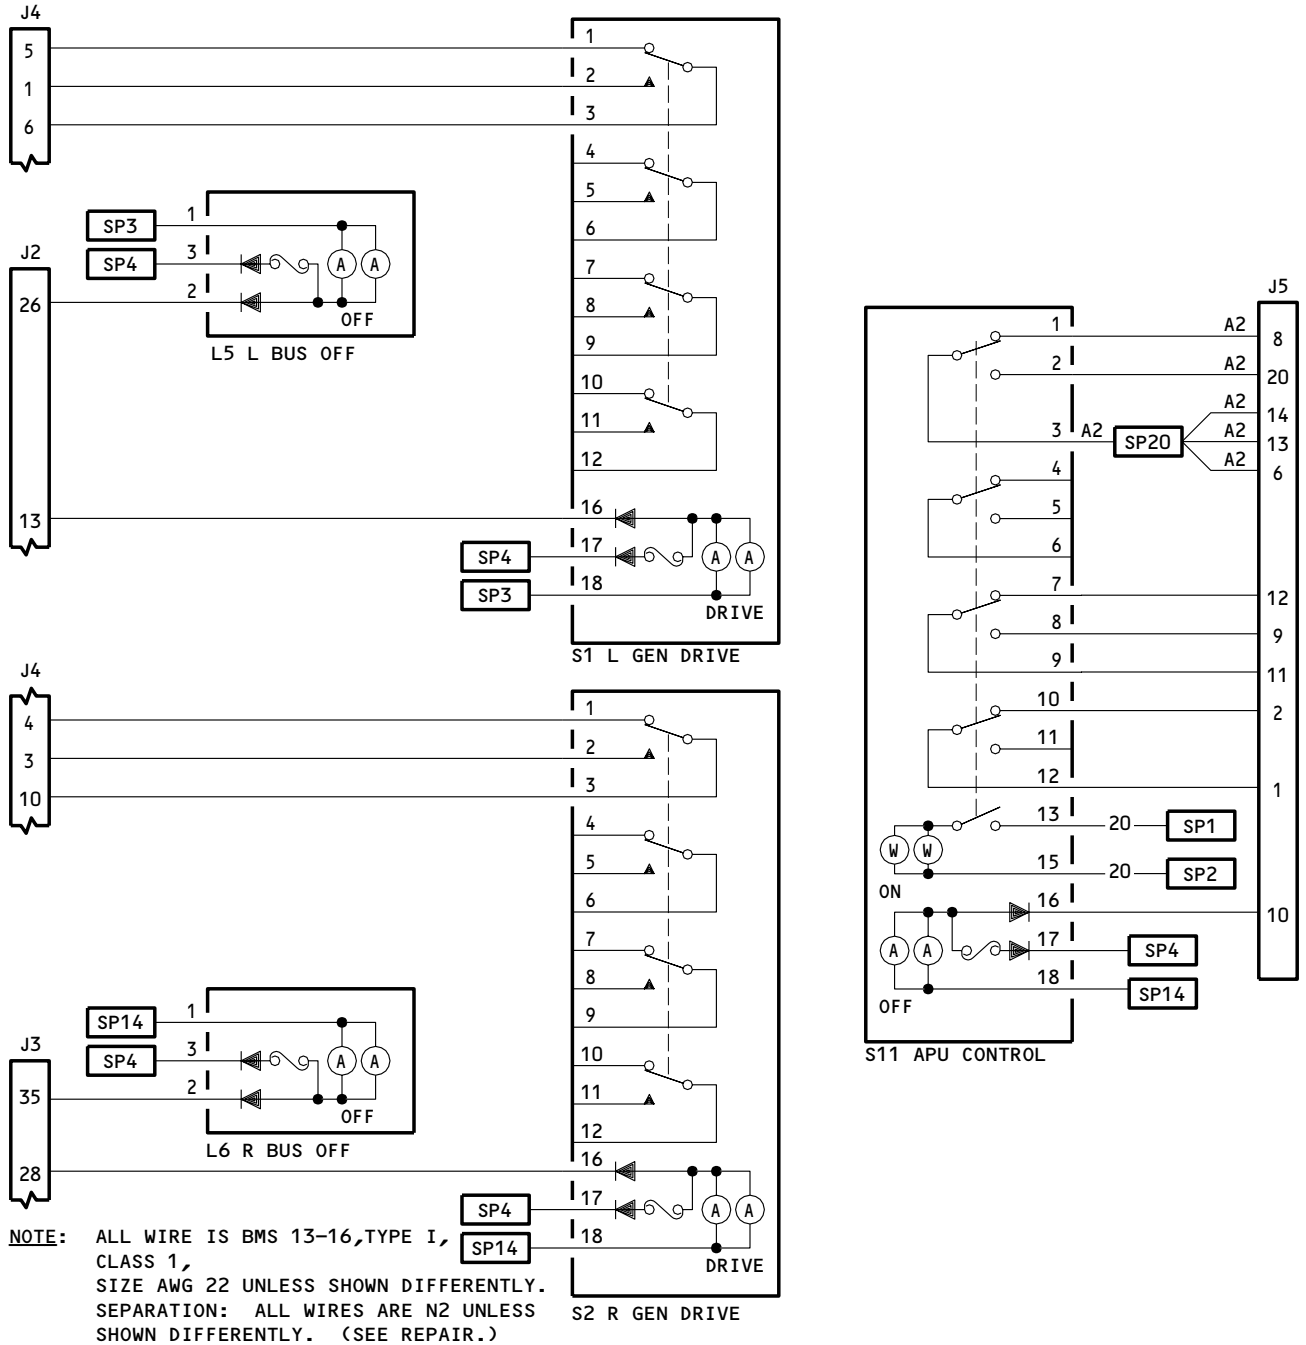 J4
5
1
6
1
2
3
4
5
6
7
8
9
10
11
12
16
17
18
SP4
SP3
A A
DRIVE
S1 L GEN DRIVE
SP3
SP4
1
3
2
A A
OFF
L5 L BUS OFF
J2
26
13
J4
4
3
10
1
2
3
4
5
6
7
8
9
10
11
12
16
17
18
SP4
SP14
A A
DRIVE
S2 R GEN DRIVE
SP14
SP4
1
3
2
A A
OFF
L6 R BUS OFF
J3
35
28
NOTE: ALL WIRE IS BMS 13-16,TYPE I,
CLASS 1,
SIZE AWG 22 UNLESS SHOWN DIFFERENTLY.
SEPARATION: ALL WIRES ARE N2 UNLESS
SHOWN DIFFERENTLY. (SEE REPAIR.)
J5
1 A2 8
2 A2 20
A2 14
3 A2 SP20 A2 13
A2 6
4
5
6
7 12
8 9
9 11
10 2
11
12 1
13 20 SP1
W W
15 20 SP2
ON
16 10
A A
17 SP4
18 SP14
OFF
S11 APU CONTROL